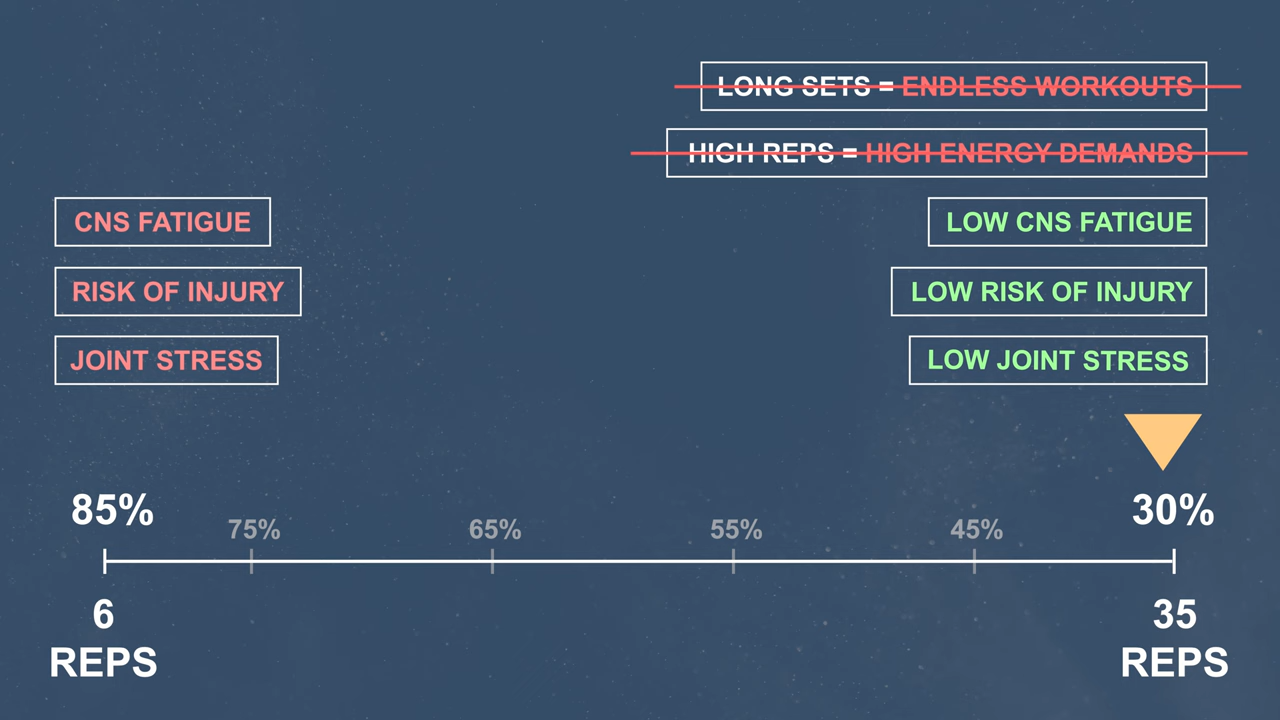 LONG SETS = ENDLESS WORKOUTS
HIGH REPS = HIGH ENERGY DEMANDS
CNS FATIGUE
LOW CNS FATIGUE
RISK OF INJURY
LOW RISK OF INJURY
JOINT STRESS
LOW JOINT STRESS
85%
75%
65%
55%
45%
30%
6
REPS
35
REPS